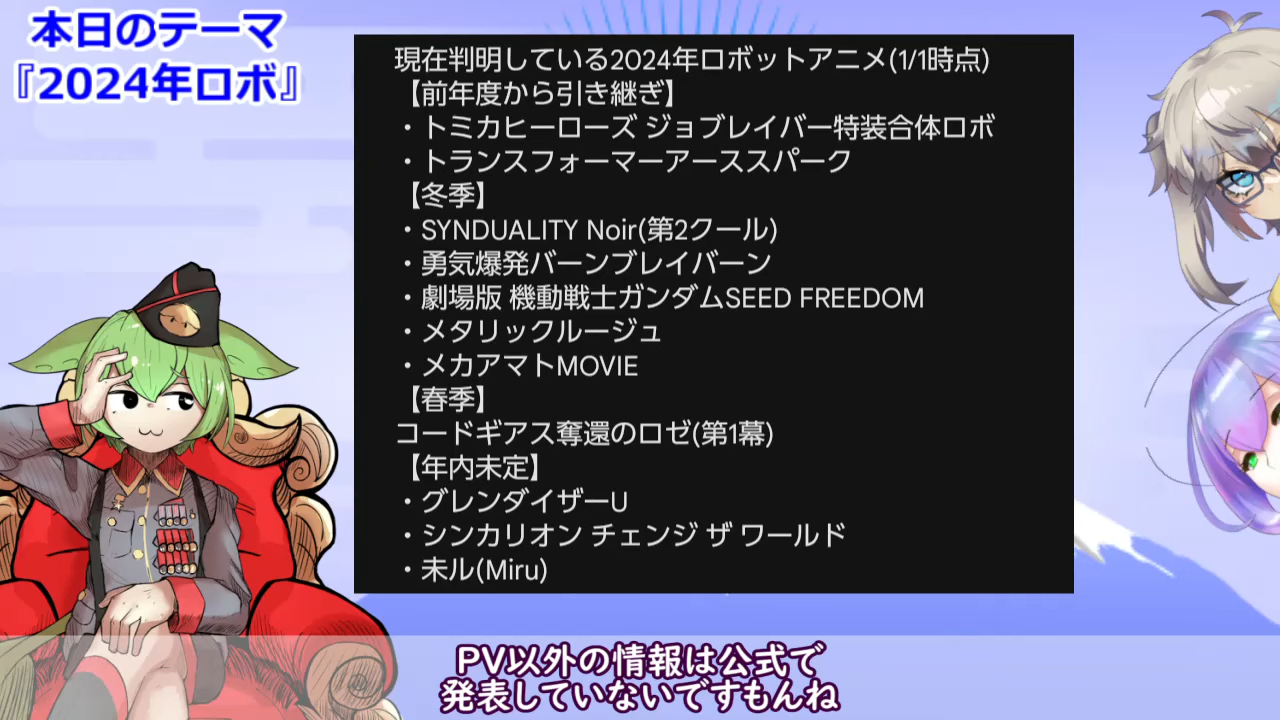 本日のテーマ
『2024年ロボ』
現在判明している2024年ロボットアニメ(1/1時点)
【前年度から引き継ぎ】
・トミカヒーローズ ジョブレイバー特装合体ロボ
・トランスフォーマーアーススパーク
【冬季】
・SYNDUALITY Noir(第2クール)
・勇気爆発バーンブレイバーン
・劇場版 機動戦士ガンダムSEED FREEDOM
・メタリックルージュ
・メカアマトMOVIE
【春季】
コードギアス奪還のロゼ(第1幕)
【年内未定】
・グレンダイザーU
・シンカリオン チェンジ ザ ワールド
・未ル(Miru)
PV以外の情報は公式で
発表していないですもんね